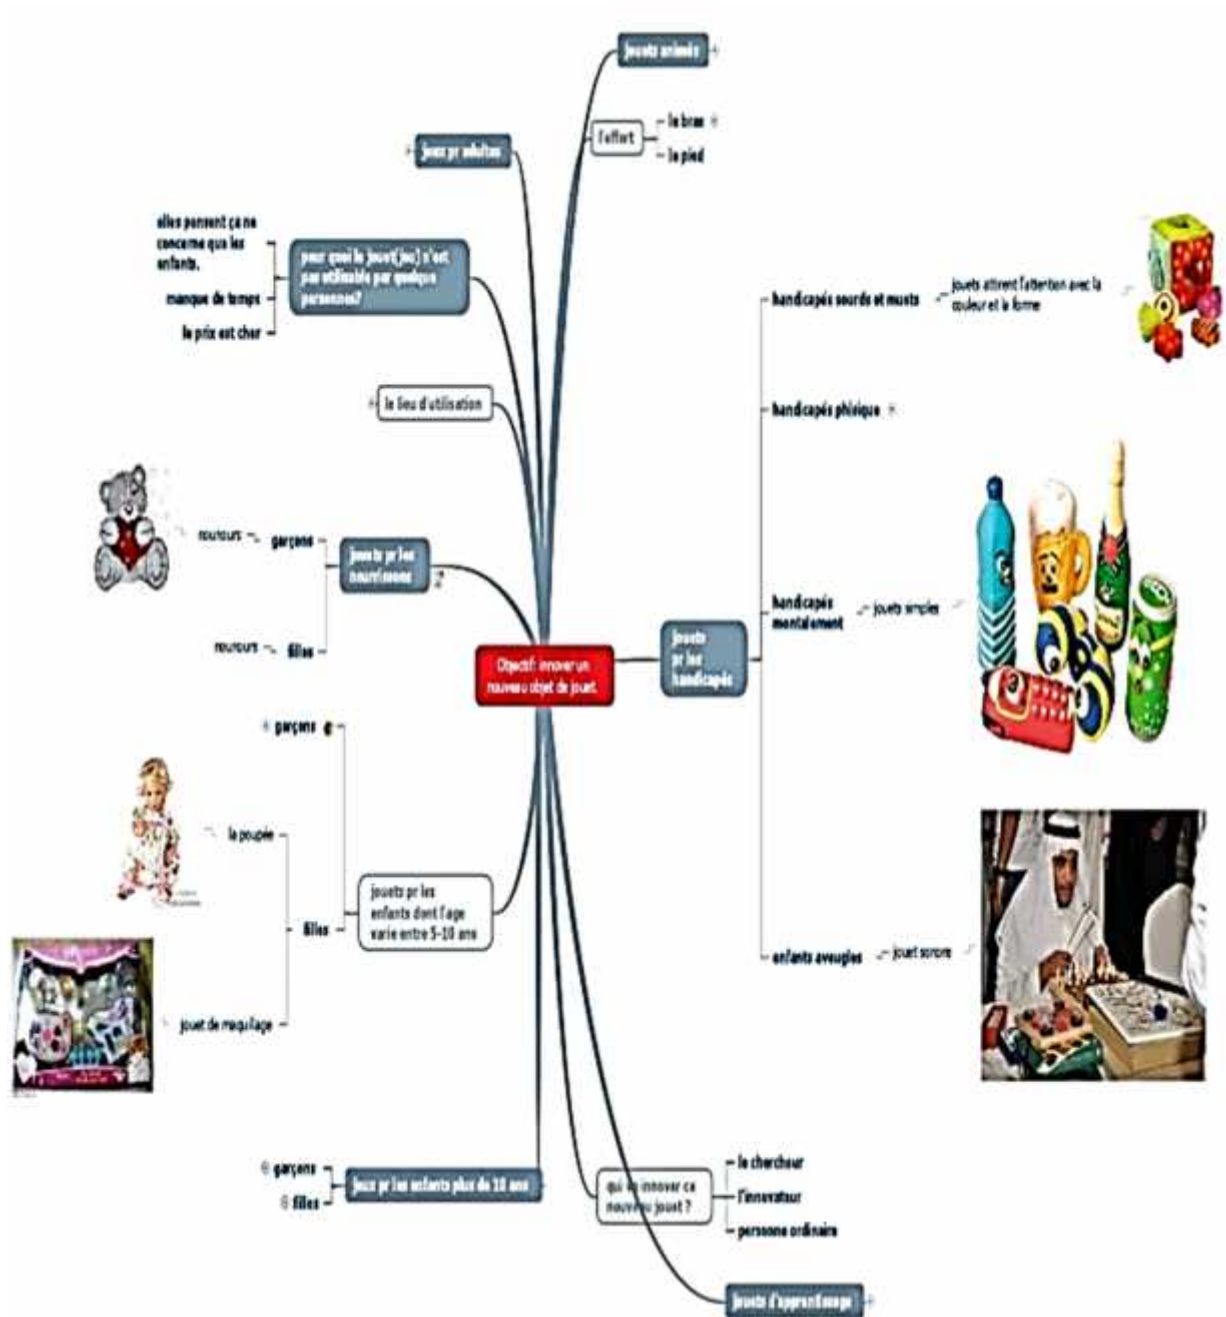 jouets animés
l'effort
le bras
le pied
jeux pr adultes
elles pensent ça ne
concerne que les
enfants.
manque de temps
le prix est cher
pour quoi le jouet(jeu) n'est
pas utilisable par quelque
personnes?
le lieu d'utilisation
nounours
garçons
nounours
filles
jouets pr les
nourrissons
Objectif: innover un
nouveau objet de jouet.
garçons
la poupée
filles
jouet de maquillage
jouets pr les
enfants dont l'age
varie entre 5-10 ans
garçons
filles
jeux pr les enfants plus de 10 ans
jouets
pr les
handicapés
handicapés sourds et muets
jouets attirent l'attention avec la
couleur et la forme
handicapés phisique
handicapés
mentalement
jouets simples
enfants aveugles
jouet sonore
qui innover ce
nouveau jouet ?
le chercheur
l'innovateur
personne ordinaire
jouets d'apprentissage